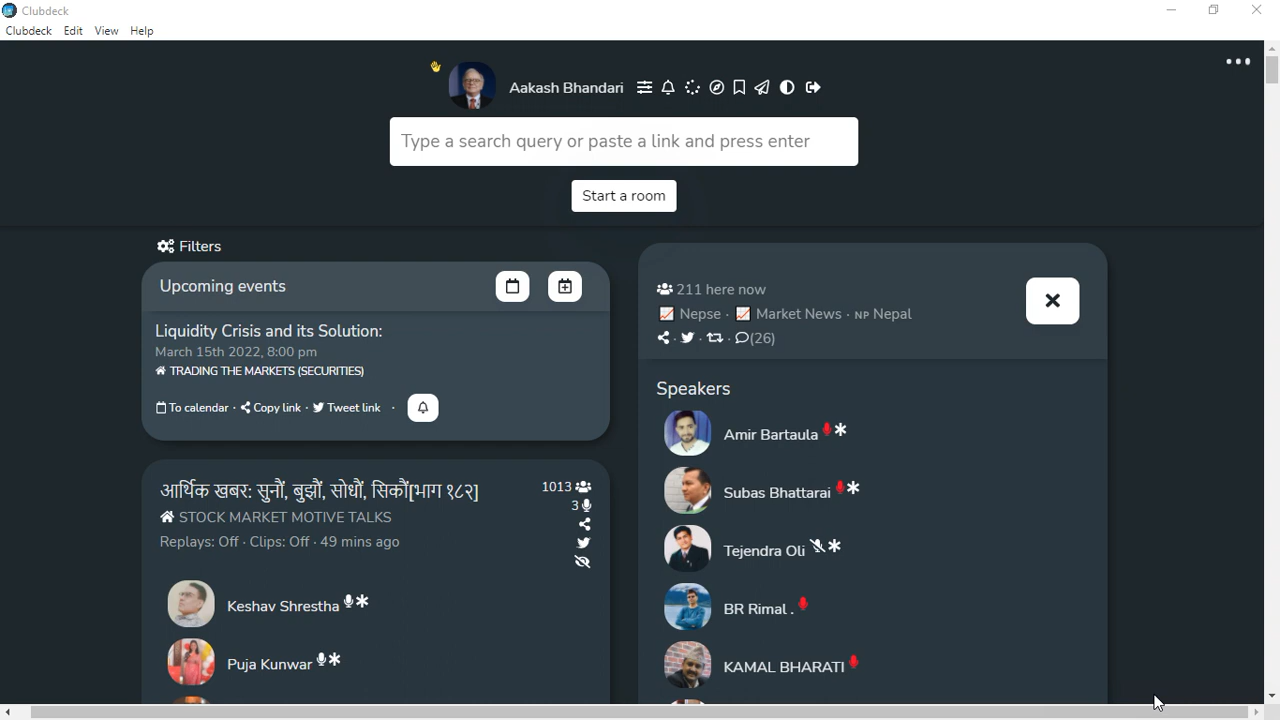 Clubdeck
Clubdeck Edit View Help
Aakash Bhandari
Type a search query or paste a link and press enter
Start a room
Filters
Upcoming events
Liquidity Crisis and its Solution:
March 15th 2022, 8:00 pm
TRADING THE MARKETS (SECURITIES)
To calendar · Copy link · Tweet link ·
आर्थिक खबर: सुनौं, बुझौं, सोधौं, सिकौं[भाग १८२]
1013
3
STOCK MARKET MOTIVE TALKS
Replays: Off · Clips: Off · 49 mins ago
Keshav Shrestha
Puja Kunwar
211 here now
Nepse · Market News · NP Nepal
(26)
Speakers
Amir Bartaula
Subas Bhattarai
Tejendra Oli
BR Rimal .
KAMAL BHARATI